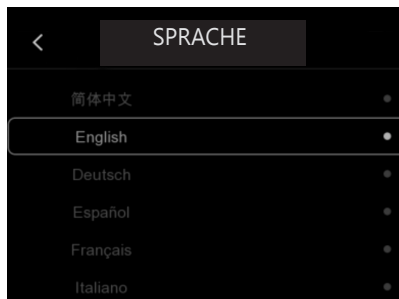 SPRACHE
简体中文
English
Deutsch
Español
Français
Italiano